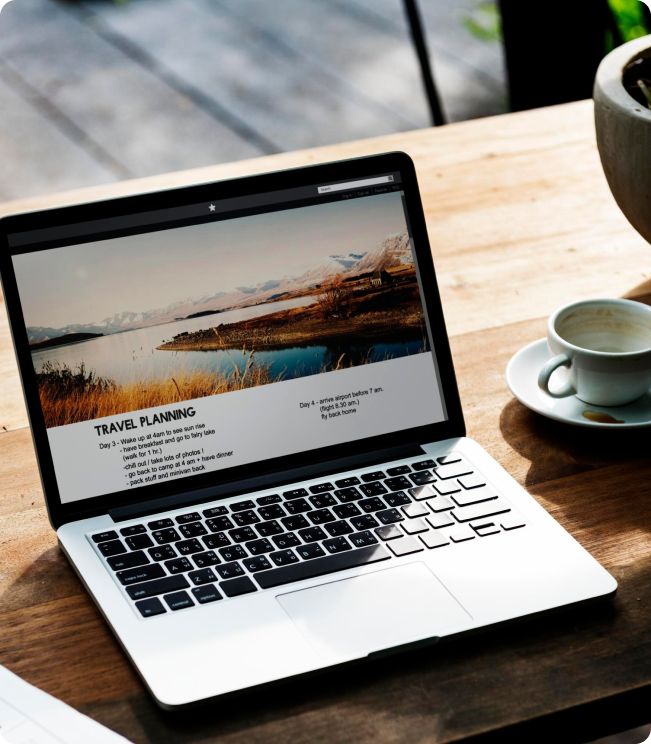 Search
TRAVEL PLANNING
Day 3 - Wake up at 4am to see sun rise
- have breakfast and go to fairy lake
(walk for 1 hr.)
-chill out / take lots of photos !
- go back to camp at 4 am + have dinner
- pack stuff and minivan back
Day 4 - arrive airport before 7 am.
(flight 8.30 am.)
fly back home